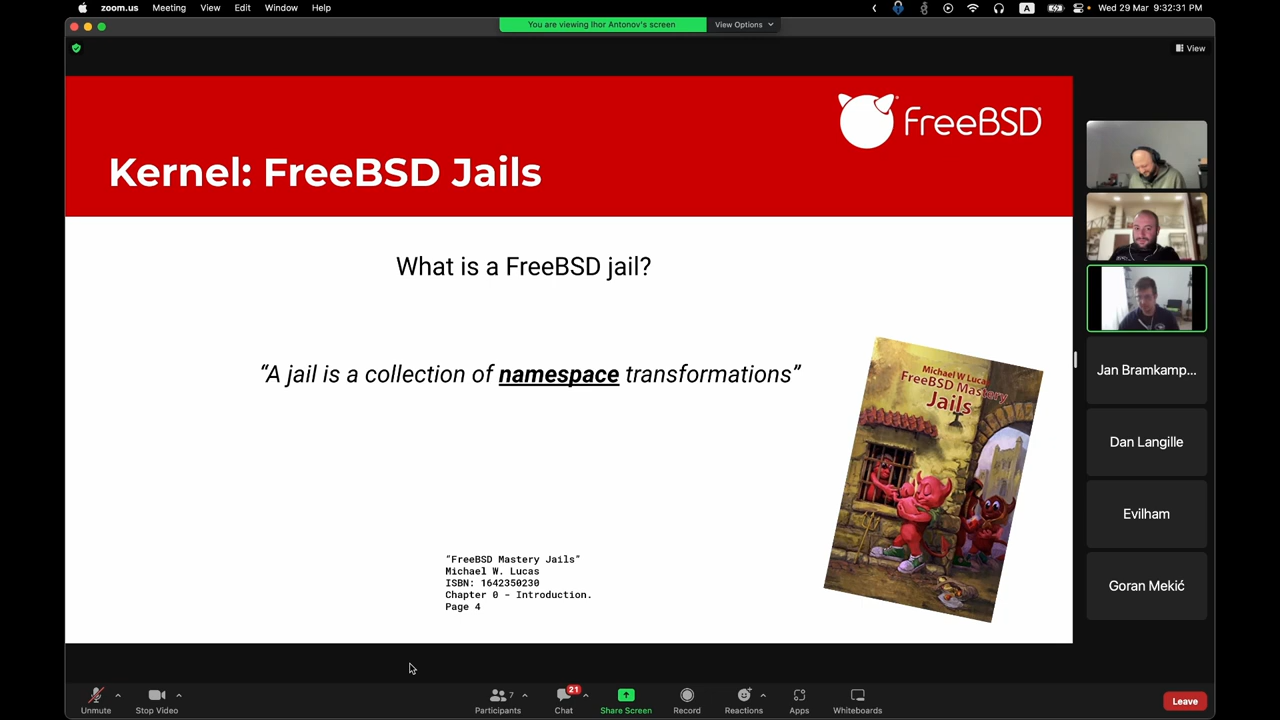 zoom.us Meeting View Edit Window Help
A
Wed 29 Mar 9:32:31 PM
You are viewing Ihor Antonov's screen
View Options
View
FreeBSD
Kernel: FreeBSD Jails
What is a FreeBSD jail?
“A jail is a collection of namespace transformations”
Michael W Lucas
FreeBSD Mastery
Jails
“FreeBSD Mastery Jails”
Michael W. Lucas
ISBN: 1642350230
Chapter 0 - Introduction.
Page 4
Jan Bramkamp...
Dan Langille
Evilham
Goran Mekić
Unmute
Stop Video
7
Participants
21
Chat
Share Screen
Record
Reactions
Apps
Whiteboards
Leave